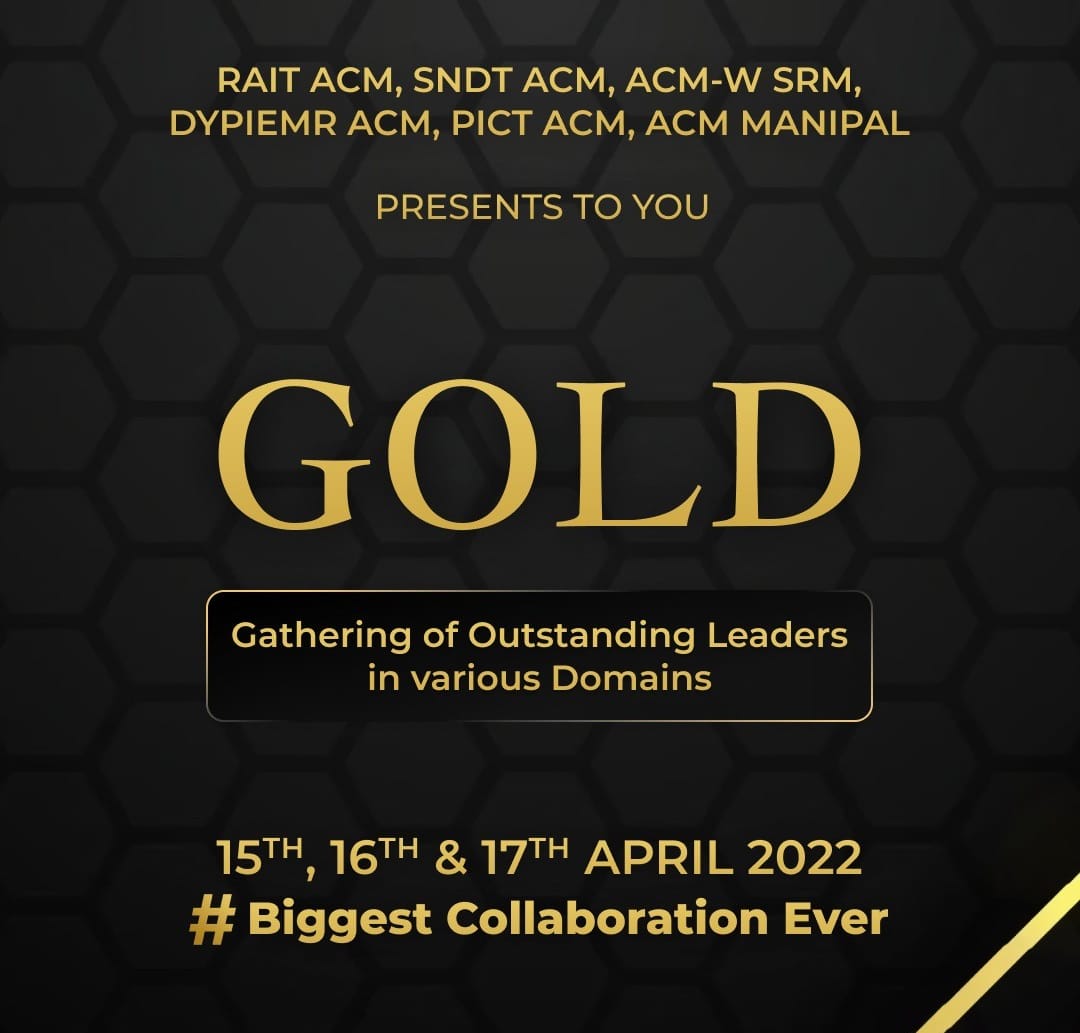 RAIT ACM, SNDT ACM, ACM-W SRM,
DYPIEMR ACM, PICT ACM, ACM MANIPAL
PRESENTS TO YOU
GOLD
Gathering of Outstanding Leaders
in various Domains
15TH, 16TH & 17TH APRIL 2022
# Biggest Collaboration Ever